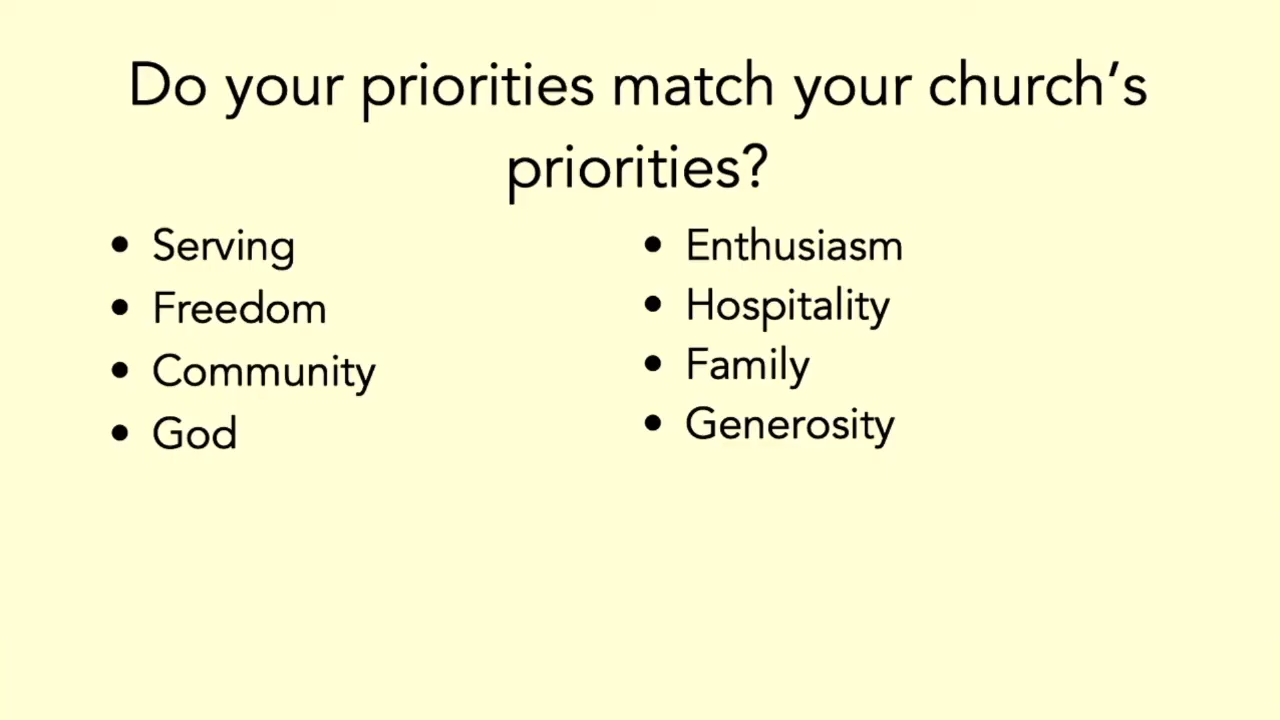 Do your priorities match your church’s
priorities?
• Serving
• Freedom
• Community
• God
• Enthusiasm
• Hospitality
• Family
• Generosity